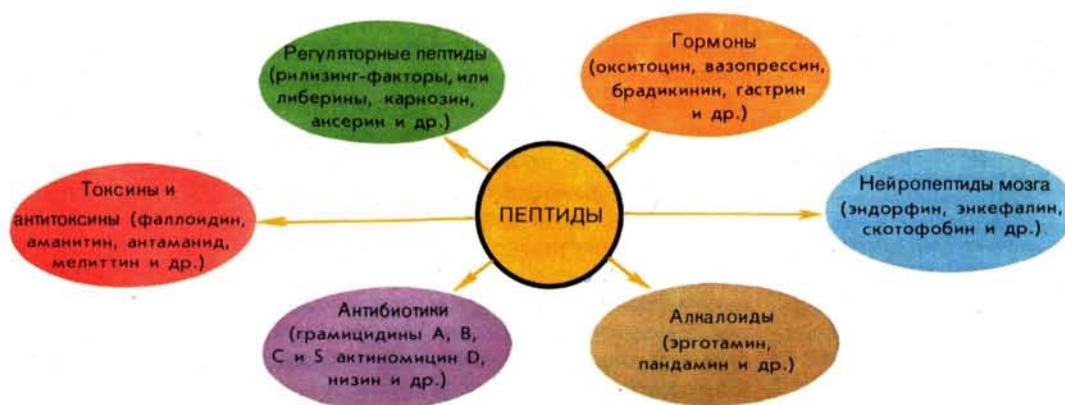 Регуляторные пептиды
(рилизинг-факторы, или
либерины, карнозин,
ансерин и др.)
Гормоны
(окситоцин, вазопрессин,
брадикинин, гастрин
и др.)
Токсины и
антитоксины (фаллоидин,
аманитин, антаманид,
мелиттин и др.)
ПЕПТИДЫ
Нейропептиды мозга
(эндорфин, энкефалин,
скотофобин и др.)
Антибиотики
(грамицидины А, В,
С и S актиномицин D,
низин и др.)
Алкалоиды
(эрготамин,
пандамин и др.)